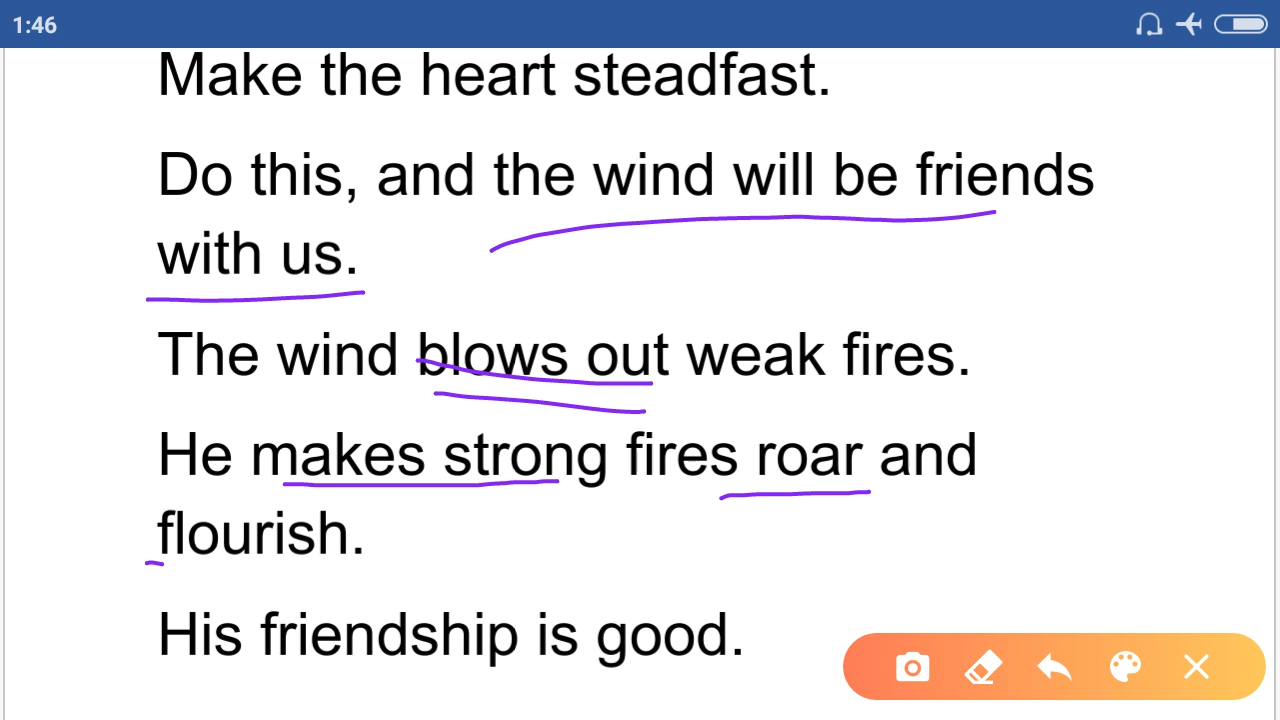 1:46
Make the heart steadfast.
Do this, and the wind will be friends
with us.
The wind blows out weak fires.
He makes strong fires roar and
flourish.
His friendship is good.